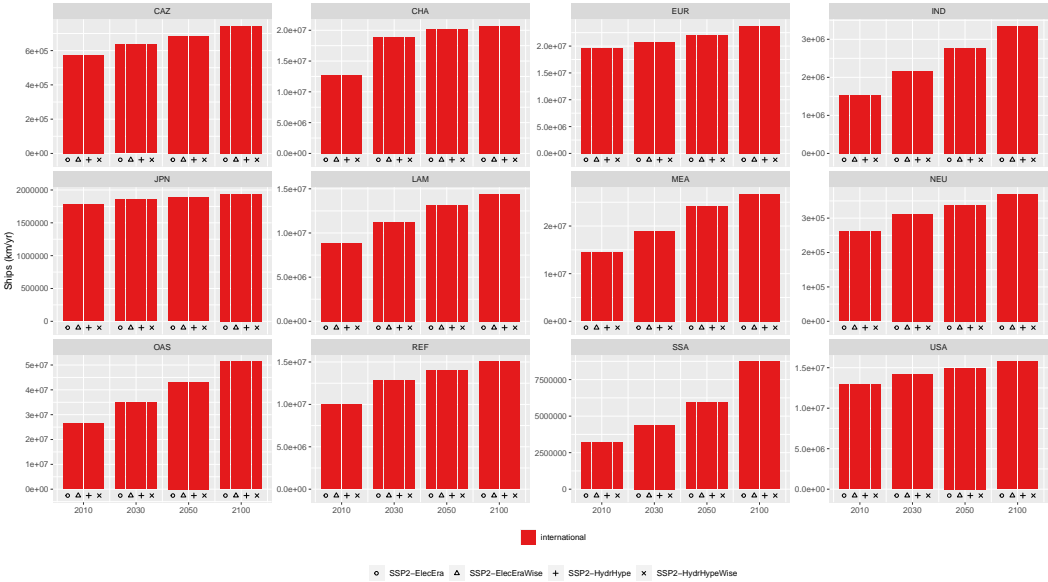 CAZ CHA EUR IND
6e+05 4e+05 2e+05 0e+00
2.0e+07 1.5e+07 1.0e+07 5.0e+06 0.0e+00
2.0e+07 1.5e+07 1.0e+07 5.0e+06 0.0e+00
3e+06 2e+06 1e+06 0e+00
JPN LAM MEA NEU
Ships (km/yr)
2000000 1500000 1000000 500000 0
1.5e+07 1.0e+07 5.0e+06 0.0e+00
2e+07 1e+07 0e+00
3e+05 2e+05 1e+05 0e+00
OAS REF SSA USA
5e+07 4e+07 3e+07 2e+07 1e+07 0e+00
1.5e+07 1.0e+07 5.0e+06 0.0e+00
7500000 5000000 2500000 0
1.5e+07 1.0e+07 5.0e+06 0.0e+00
2010 2030 2050 2100 2010 2030 2050 2100 2010 2030 2050 2100 2010 2030 2050 2100
international
SSP2−ElecEra SSP2−ElecEraWise SSP2−HydrHype SSP2−HydrHypeWise